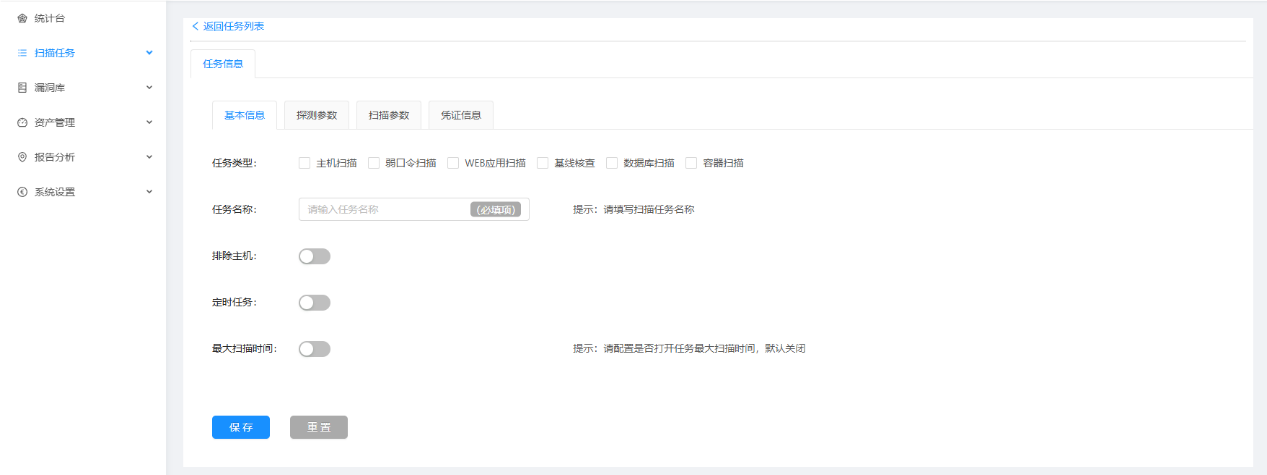 统计台
扫描任务
漏洞库
资产管理
报告分析
系统设置
返回任务列表
任务信息
基本信息 探测参数 扫描参数 凭证信息
任务类型： 主机扫描 弱口令扫描 WEB应用扫描 基线核查 数据库扫描 容器扫描
任务名称： 请输入任务名称 (必填项) 提示：请填写扫描任务名称
排除主机：
定时任务：
最大扫描时间： 提示：请配置是否打开任务最大扫描时间，默认关闭
保存 重置